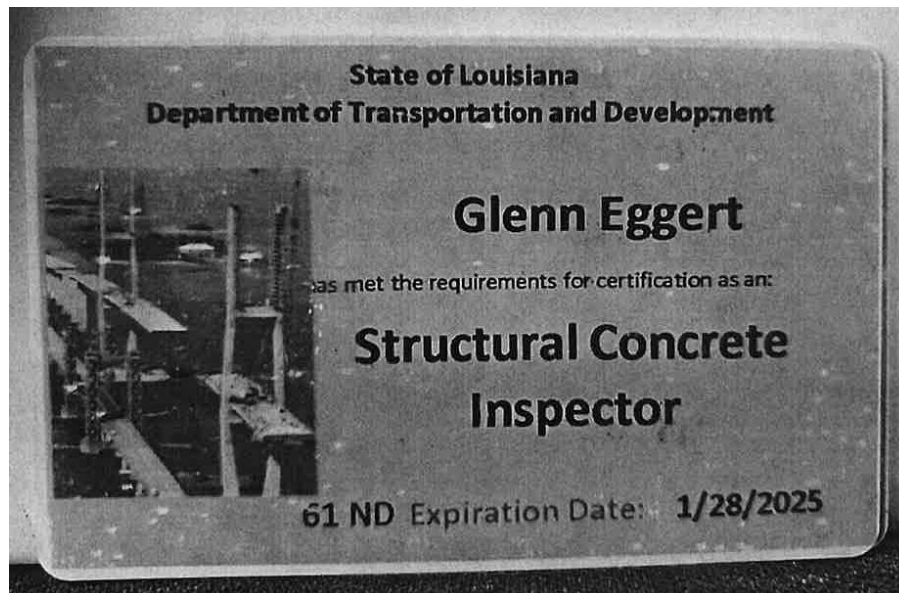 State of Louisiana
Department of Transportation and Development
Glenn Eggert
as met the requirements for certification as an:
Structural Concrete
Inspector
61 ND Expiration Date: 1/28/2025